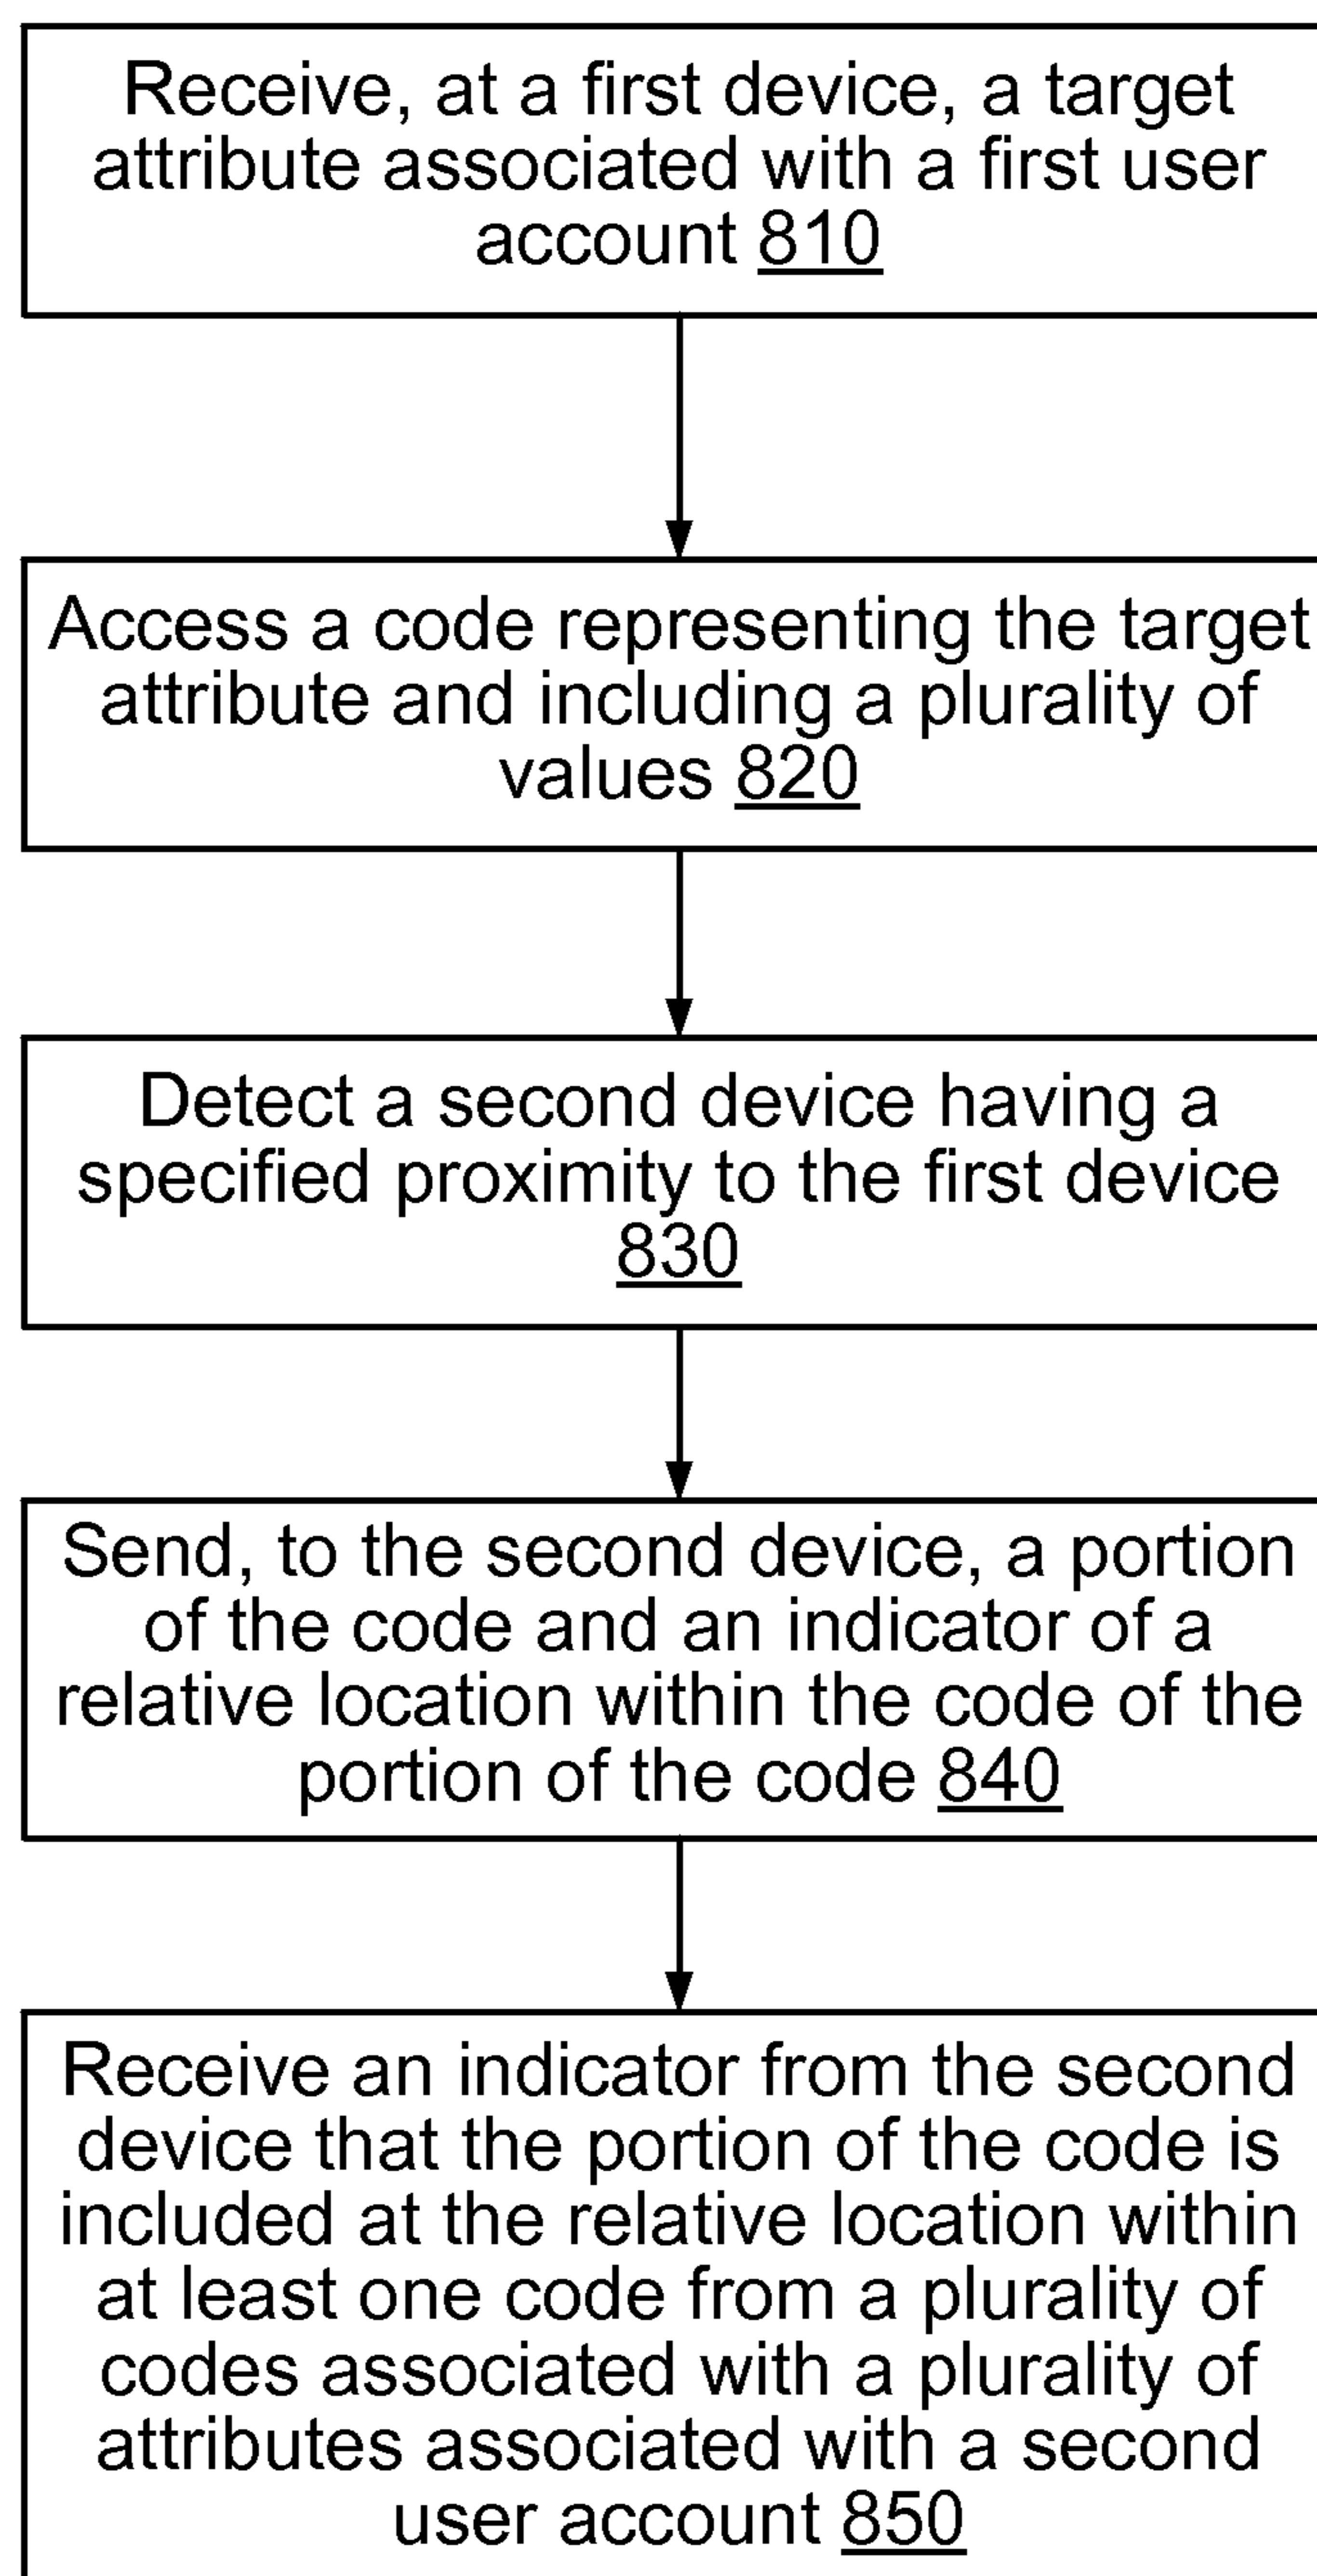 Receive, at a first device, a target
attribute associated with a first user
account 810
Access a code representing the target
attribute and including a plurality of
values 820
Detect a second device having a
specified proximity to the first device
830
Send, to the second device, a portion
of the code and an indicator of a
relative location within the code of the
portion of the code 840
Receive an indicator from the second
device that the portion of the code is
included at the relative location within
at least one code from a plurality of
codes associated with a plurality of
attributes associated with a second
user account 850